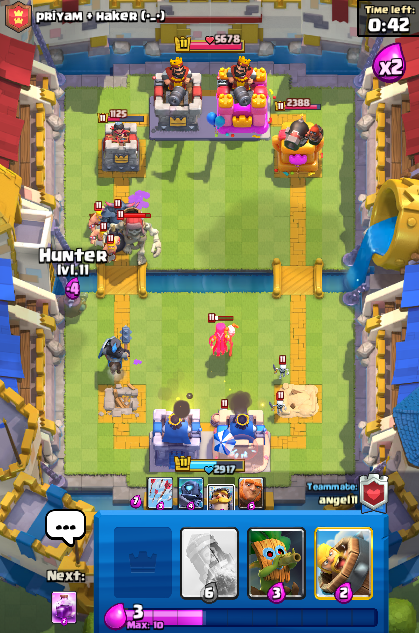 PRIYAM + HAKER (•_•)
Time left:
0:42
5678
x2
1125
2388
Hunter
lvl.11
-4
2917
Teammate:
angel1
...
Next:
6
3
2
3
Max: 10